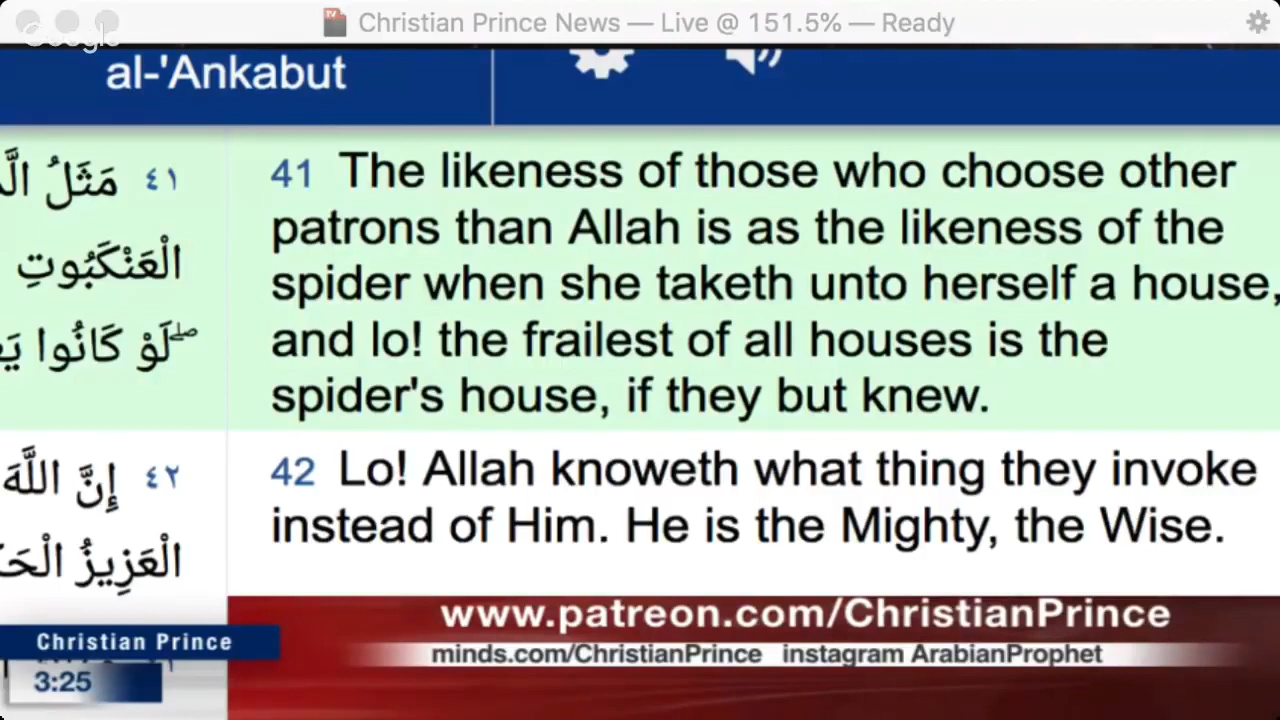 Christian Prince News — Live @ 151.5% — Ready
Google
al-'Ankabut
٤١ مَثَلُ
الْعَنْكَبُوتِ
لَوْ كَانُوا
41 The likeness of those who choose other
patrons than Allah is as the likeness of the
spider when she taketh unto herself a house,
and lo! the frailest of all houses is the
spider's house, if they but knew.
٤٢ إِنَّ اللَّهَ
الْعَزِيزُ
42 Lo! Allah knoweth what thing they invoke
instead of Him. He is the Mighty, the Wise.
www.patreon.com/ChristianPrince
Christian Prince
minds.com/ChristianPrince instagram ArabianProphet
3:25